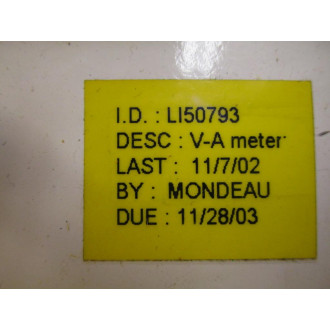 I.D. : LI50793
DESC : V-A meter
LAST : 11/7/02
BY : MONDEAU
DUE : 11/28/03